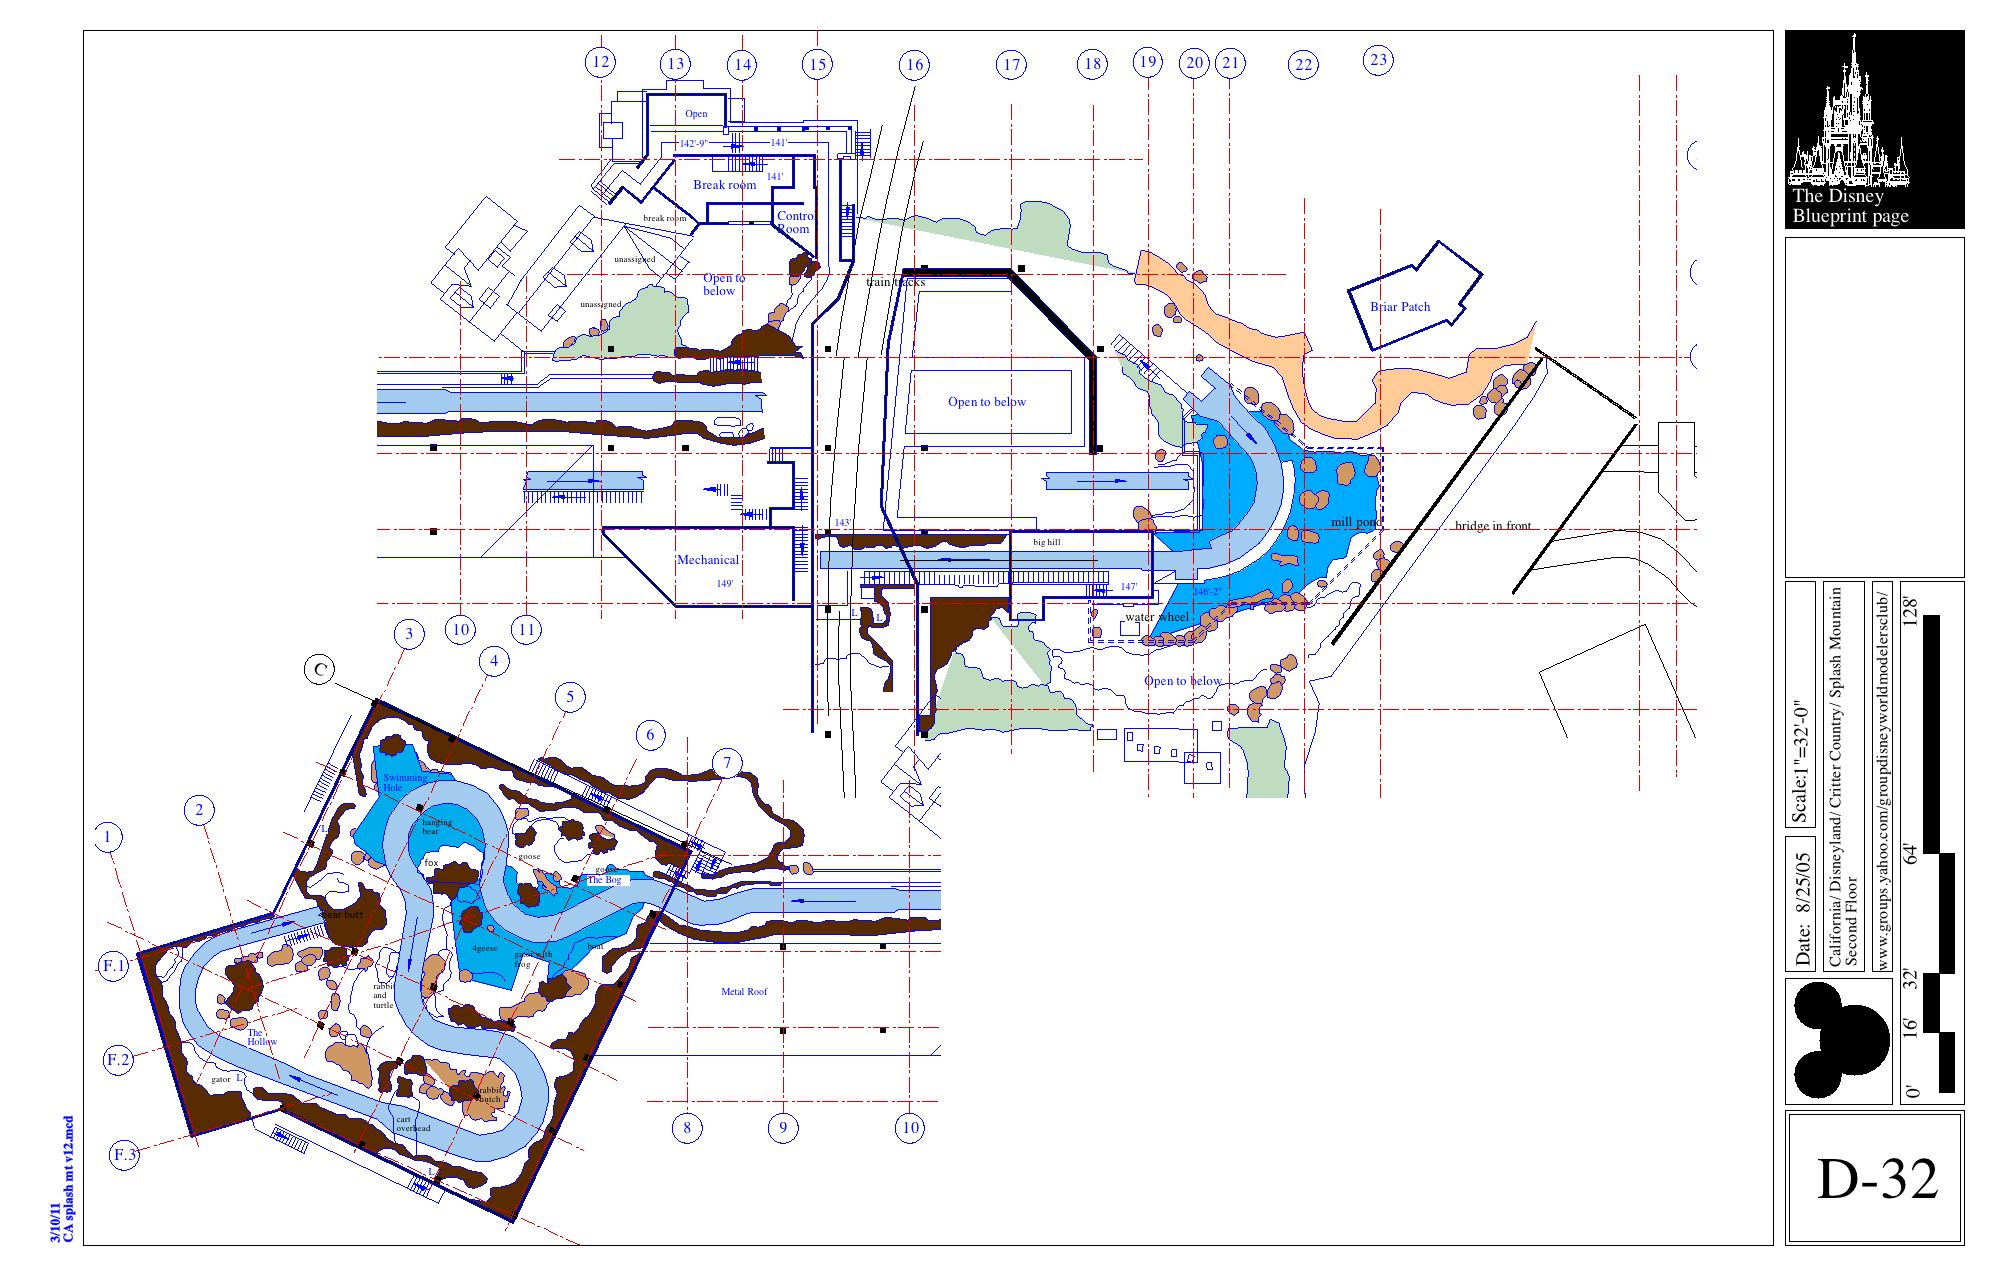 12
13
14
15
16
17
18
19
20
21
22
23
Open
142'-9"
141'
141'
Break room
Contro
Room
break room
unassigned
Open to
below
unassigned
train tracks
Briar Patch
Open to below
mill pond
bridge in front
143'
big hill
Mechanical
149'
147'
146'-2"
water wheel
L
L
Open to below
10
11
3
4
C
5
6
7
2
1
Swimming
Hole
L
hanging
bear
fox
goose
goose
The Bog
bear butt
4geese
boat
gator with
frog
F.1
rabbit
and
turtle
Metal Roof
The
Hollow
F.2
gator
L
rabbit
hutch
cart
overhead
F.3
L
8
9
10
3/10/11
CA splash mt v12.mcd
The Disney
Blueprint page
Scale:1"=32'-0"
Date: 8/25/05
California/ Disneyland/ Critter Country/ Splash Mountain
Second Floor
www.groups.yahoo.com/groupdisneyworldmodelersclub/
128'
64'
32'
16'
0'
D-32